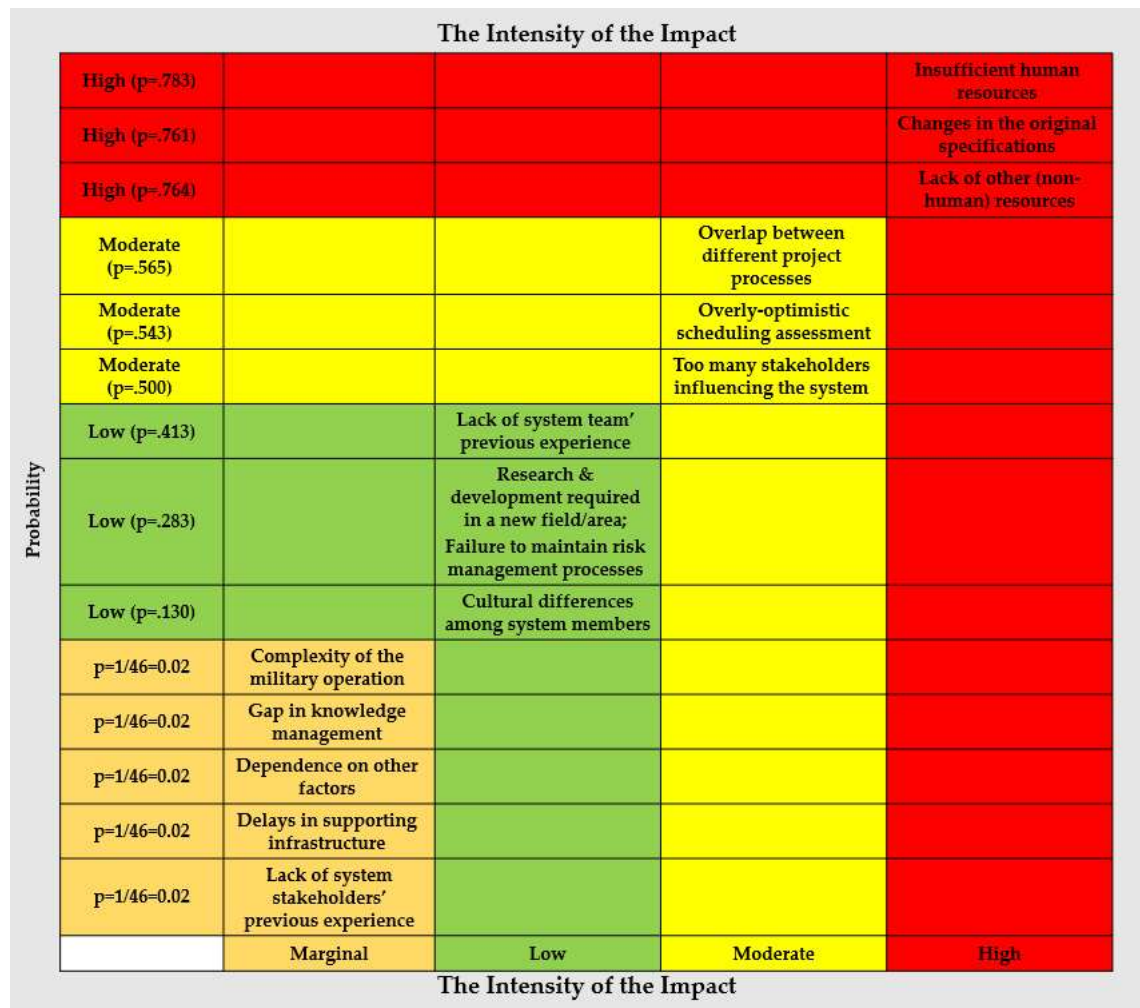 The Intensity of the Impact
High (p=.783)
Insufficient human
resources
High (p=.761)
Changes in the original
specifications
High (p=.764)
Lack of other (non-
human) resources
Moderate
(p=.565)
Overlap between
different project
processes
Moderate
(p=.543)
Overly-optimistic
scheduling assessment
Moderate
(p=.500)
Too many stakeholders
influencing the system
Probability
Low (p=.413)
Lack of system team'
previous experience
Low (p=.283)
Research &
development required
in a new field/area;
Failure to maintain risk
management processes
Low (p=.130)
Cultural differences
among system members
p=1/46=0.02
Complexity of the
military operation
p=1/46=0.02
Gap in knowledge
management
p=1/46=0.02
Dependence on other
factors
p=1/46=0.02
Delays in supporting
infrastructure
p=1/46=0.02
Lack of system
stakeholders'
previous experience
Marginal
Low
Moderate
High
The Intensity of the Impact